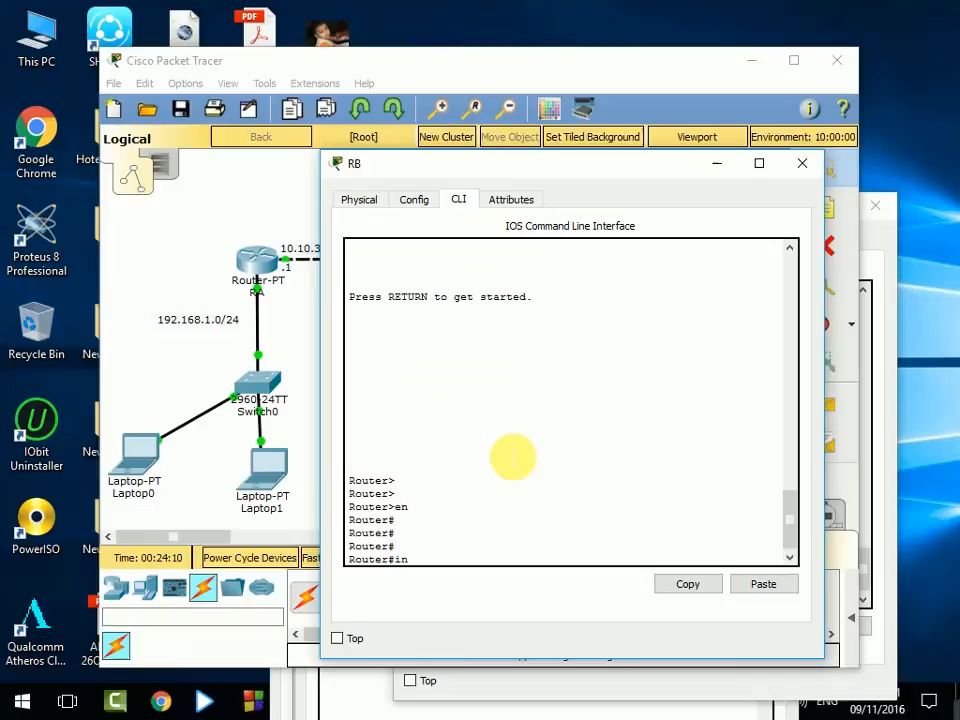 This PC
PDF
Cisco Packet Tracer
File Edit Options View Tools Extensions Help
Logical
Back
[Root]
New Cluster
Move Object
Set Tiled Background
Viewport
Environment: 10:00:00
Google
Chrome
Proteus 8
Professional
Recycle Bin
IObit
Uninstaller
PowerISO
Qualcomm
Atheros Cl...
10.10.3
.1
Router-PT
RA
192.168.1.0/24
2960-24TT
Switch0
Laptop-PT
Laptop0
Laptop-PT
Laptop1
Time: 00:24:10
Power Cycle Devices
RB
Physical
Config
CLI
Attributes
IOS Command Line Interface
Press RETURN to get started.
Router>
Router>
Router>en
Router#
Router#
Router#
Router#in
Copy
Paste
Top
Top
ENG
09/11/2016